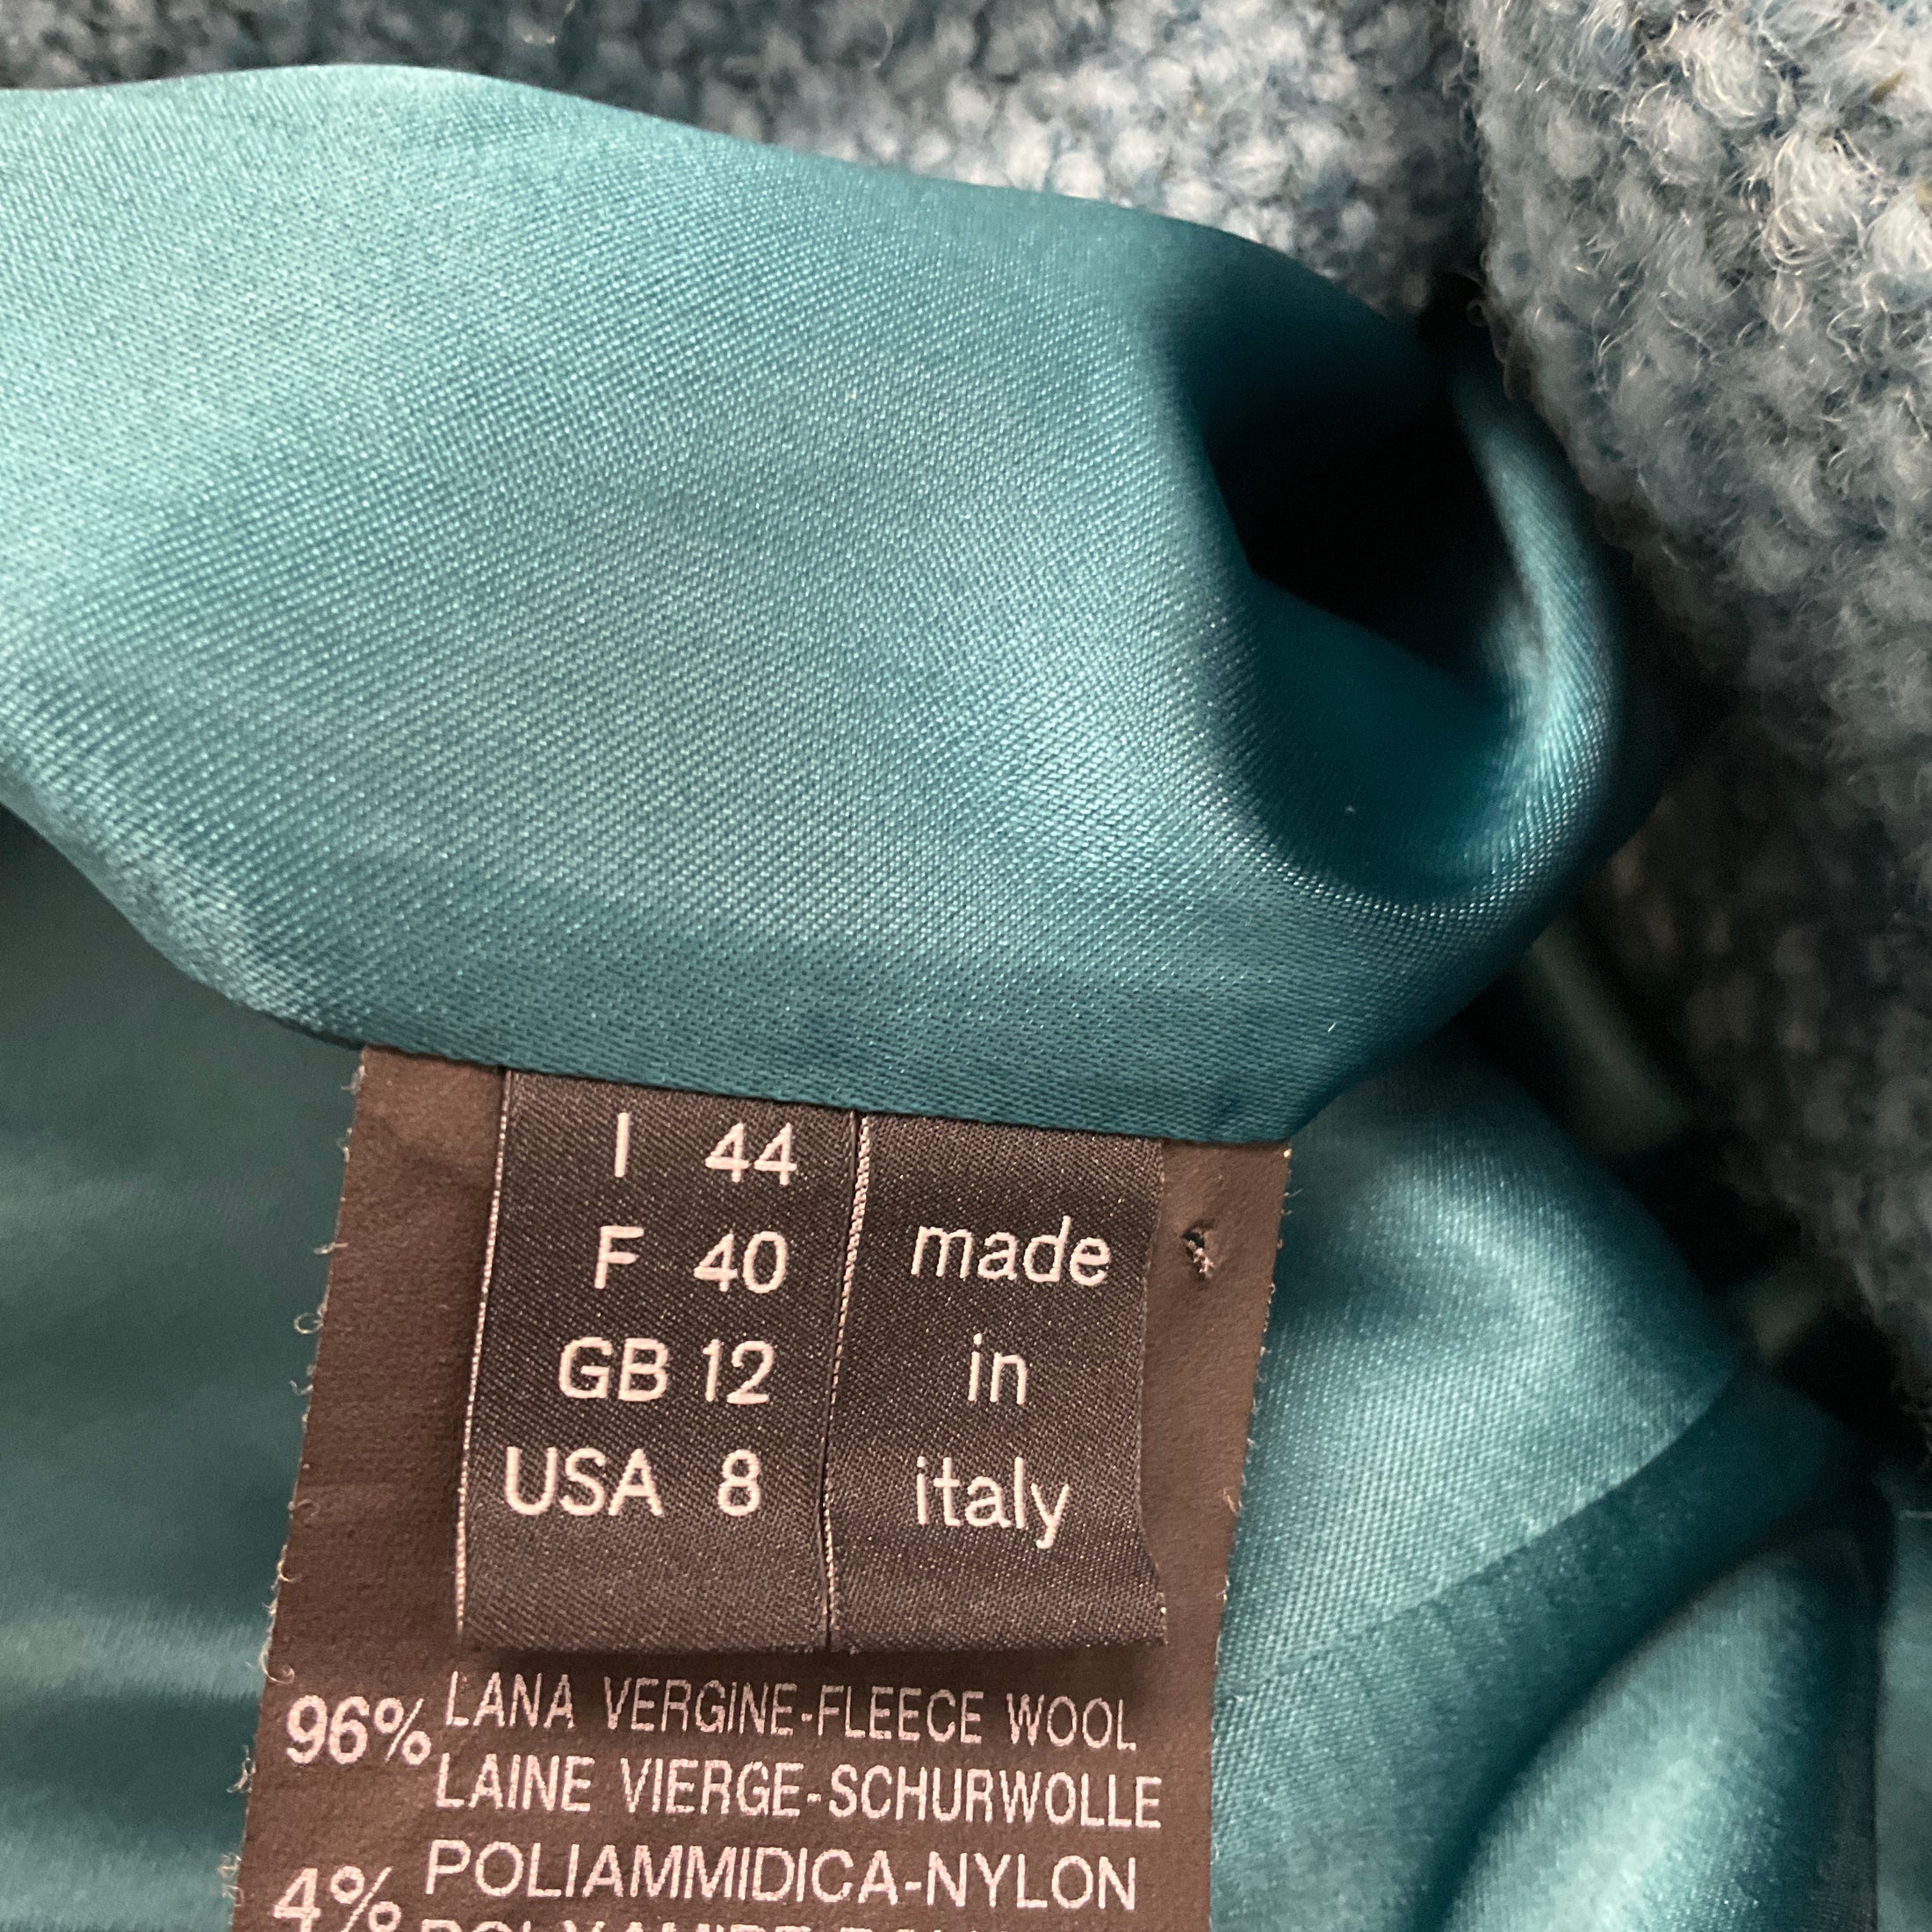 I 44
F 40
GB 12
USA 8
made
in
italy
96% LANA VERGINE-FLEECE WOOL
LAINE VIERGE-SCHURWOLLE
4% POLIAMMIDICA-NYLON